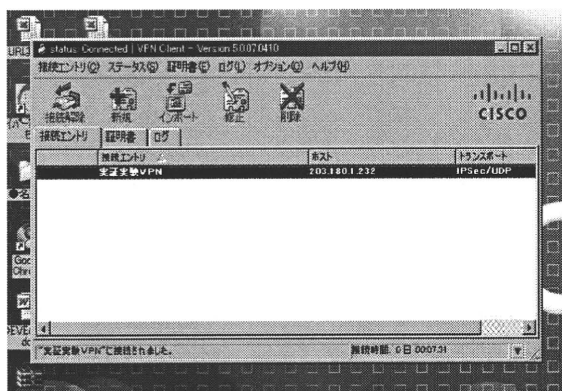 status: Connected | VPN Client - Version 5.0.07.0410
接続エントリ(C) ステータス(S) 証明書(E) ログ(L) オプション(O) ヘルプ(H)
接続解除 新規 インポート 修正 削除
CISCO
接続エントリ 証明書 ログ
接続エントリ ホスト トランスポート
実証実験VPN 203.180.1.232 IPSec/UDP
"実証実験VPN"に接続されました。 接続時間: 0日 00:07.31